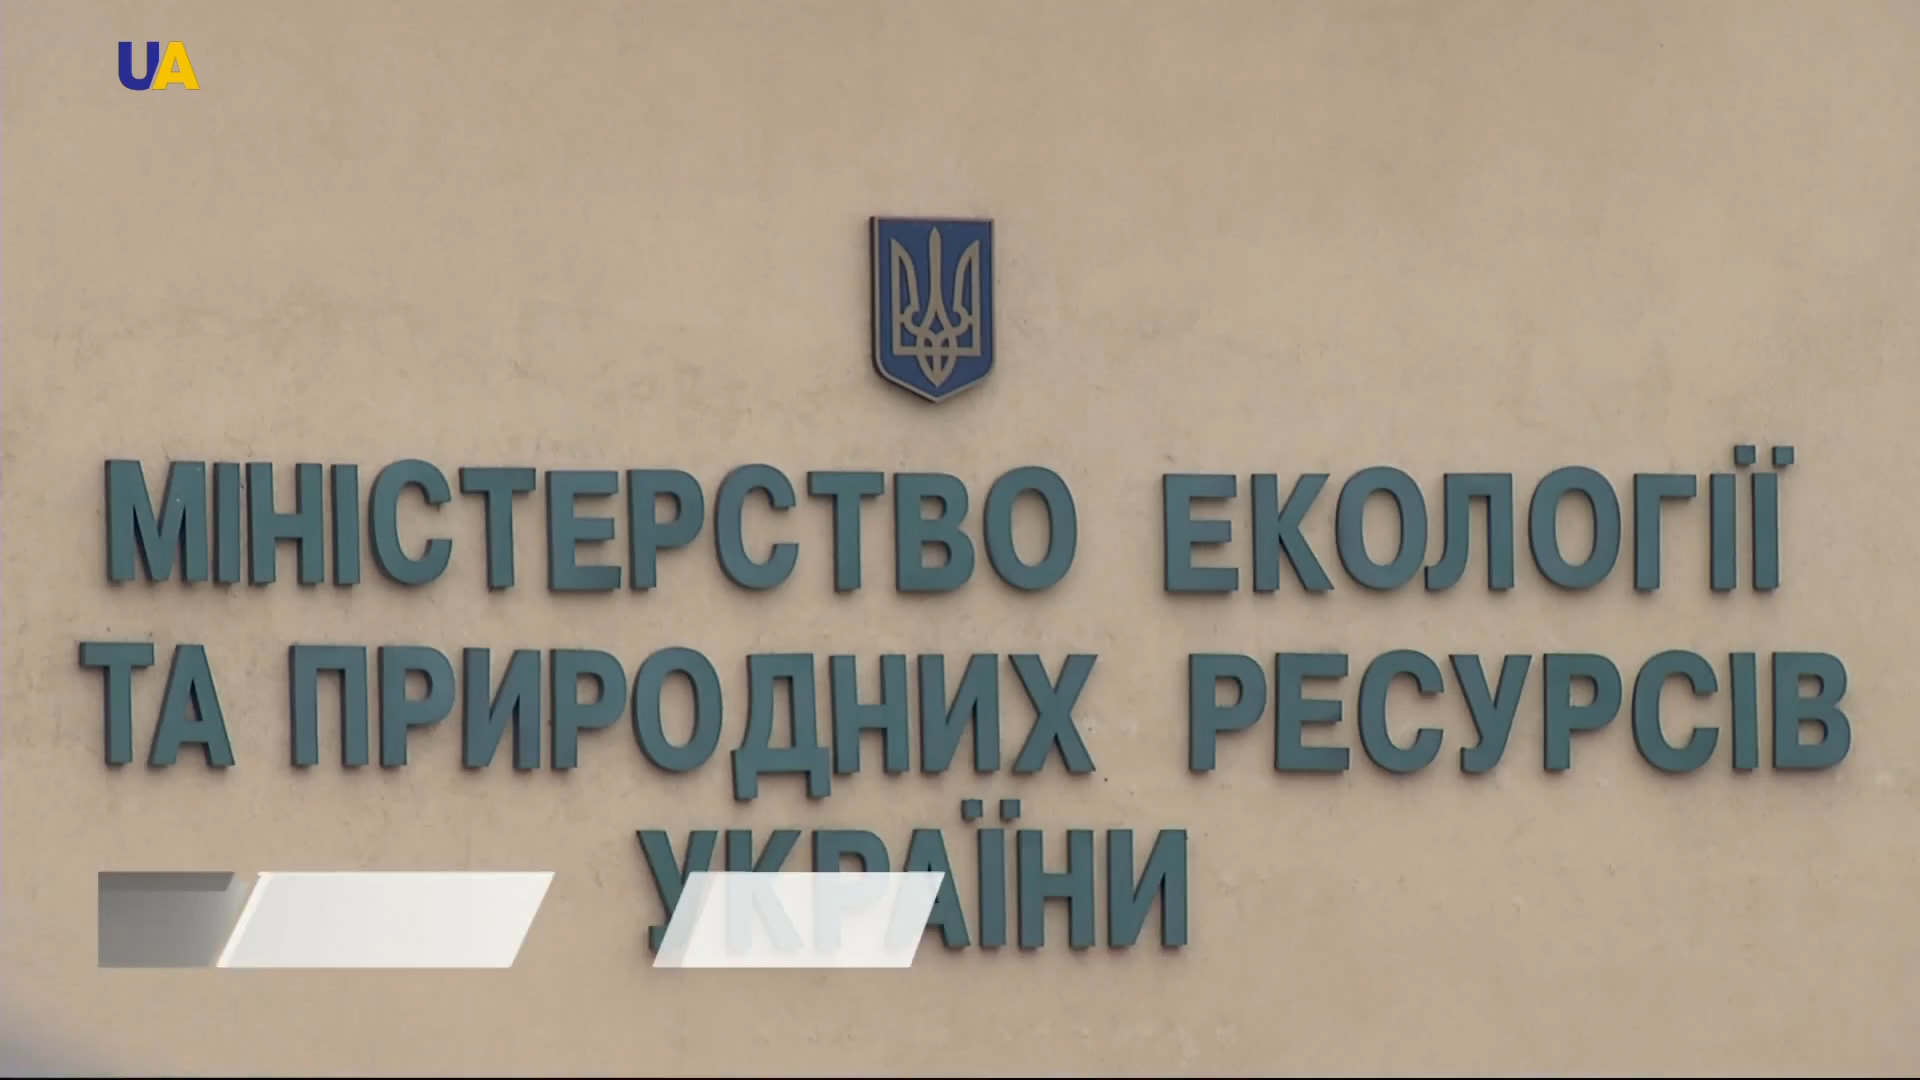 UA
МІНІСТЕРСТВО ЕКОЛОГІЇ
ТА ПРИРОДНИХ РЕСУРСІВ
УКРАЇНИ